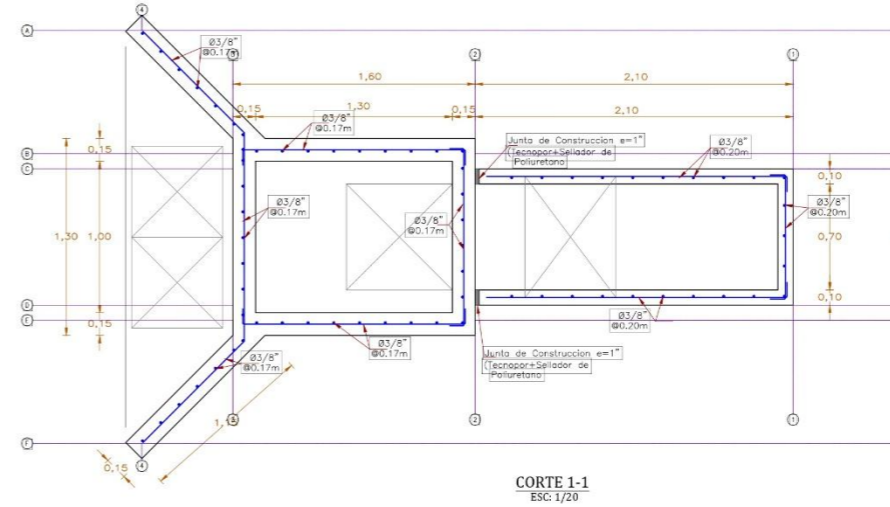 4
A
Ø3/8"
@0.17m
3
2
1
1,60
2,10
0,15
1,30
0,15
2,10
Ø3/8"
@0.17m
Junta de Construccion e=1"
(Tecnopor+Sellador de
Poliuretano
Ø3/8"
@0.20m
B
C
0,15
0,10
Ø3/8"
@0.17m
Ø3/8"
@0.17m
Ø3/8"
@0.20m
1,30
1,00
0,70
D
E
0,15
0,10
Ø3/8"
@0.17m
Ø3/8"
@0.17m
Ø3/8"
@0.20m
Junta de Construccion e=1"
(Tecnopor+Sellador de
Poliuretano
2
1
F
0,15
4
CORTE 1-1
ESC: 1/20